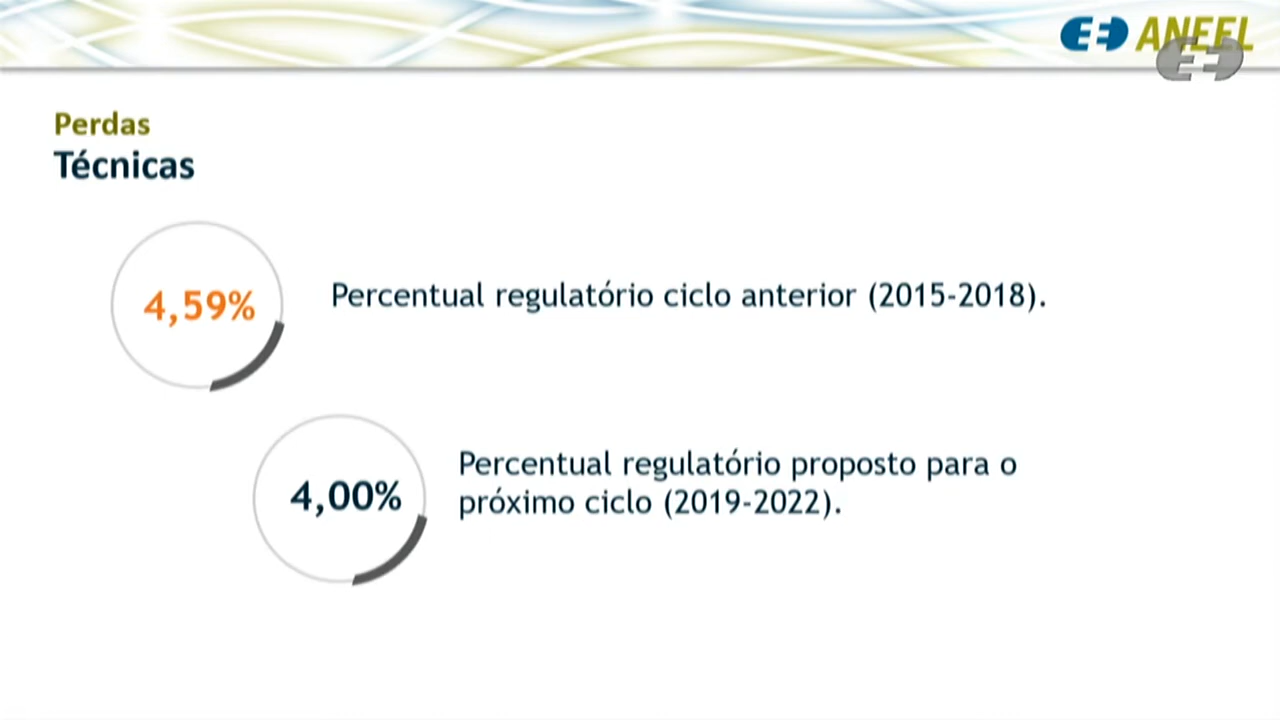 ANEEL
Perdas
Técnicas
4,59%
Percentual regulatório ciclo anterior (2015-2018).
4,00%
Percentual regulatório proposto para o
próximo ciclo (2019-2022).